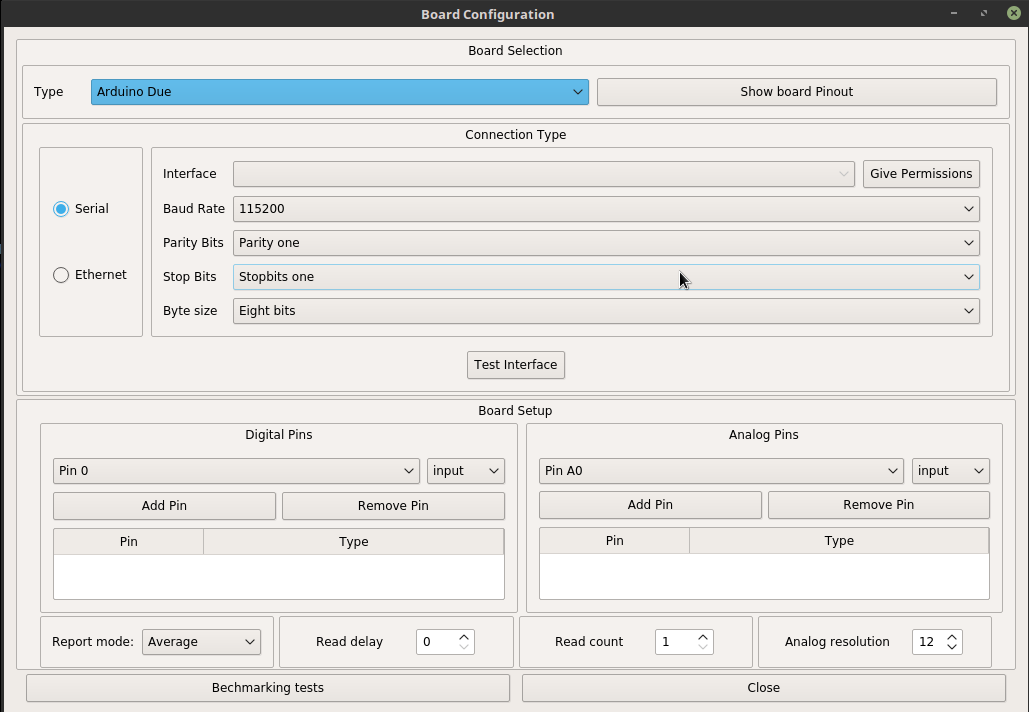 Board Configuration
Board Selection
Type Arduino Due Show board Pinout
Connection Type
Serial
Ethernet
Interface Give Permissions
Baud Rate 115200
Parity Bits Parity one
Stop Bits Stopbits one
Byte size Eight bits
Test Interface
Board Setup
Digital Pins
Pin 0 input
Add Pin Remove Pin
Pin Type
Analog Pins
Pin A0 input
Add Pin Remove Pin
Pin Type
Report mode: Average Read delay 0 Read count 1 Analog resolution 12
Bechmarking tests Close